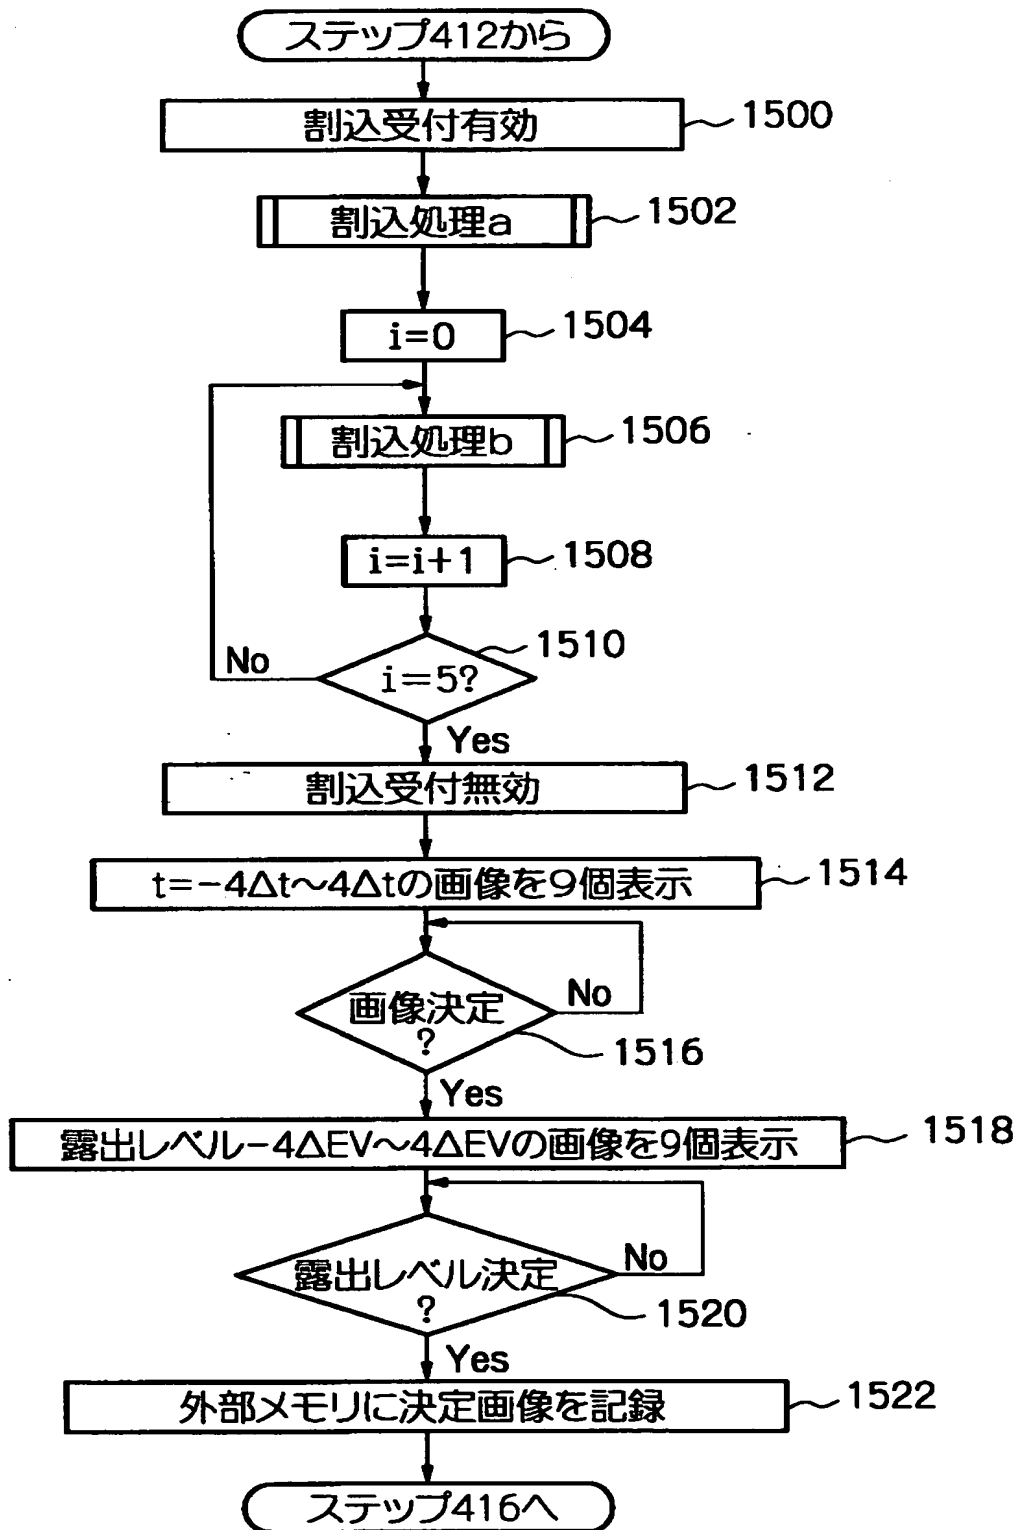 ステップ412から
割込受付有効
1500
割込処理a
1502
i=0
1504
割込処理b
1506
i=i+1
1508
1510
No
i=5?
Yes
割込受付無効
1512
t=-4Δt~4Δtの画像を9個表示
1514
画像決定
?
No
1516
Yes
露出レベル-4ΔEV~4ΔEVの画像を9個表示
1518
露出レベル決定
?
No
1520
Yes
外部メモリに決定画像を記録
1522
ステップ416へ